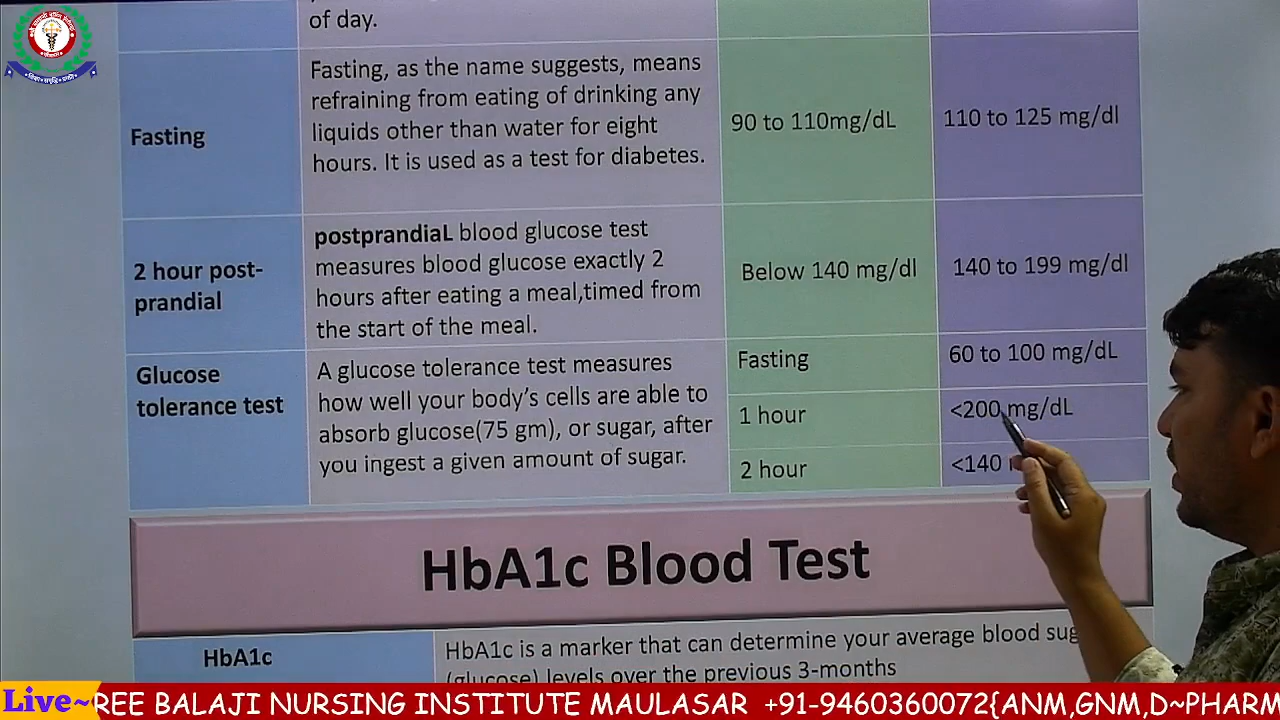 of day.
Fasting
Fasting, as the name suggests, means
refraining from eating of drinking any
liquids other than water for eight
hours. It is used as a test for diabetes.
90 to 110mg/dL
110 to 125 mg/dl
2 hour post-
prandial
postprandiaL blood glucose test
measures blood glucose exactly 2
hours after eating a meal,timed from
the start of the meal.
Below 140 mg/dl
140 to 199 mg/dl
Glucose
tolerance test
A glucose tolerance test measures
how well your body's cells are able to
absorb glucose(75 gm), or sugar, after
you ingest a given amount of sugar.
Fasting
60 to 100 mg/dL
1 hour
<200 mg/dL
2 hour
<140
HbA1c Blood Test
HbA1c
HbA1c is a marker that can determine your average blood
(glucose) levels over the previous 3-months
Live~REE BALAJI NURSING INSTITUTE MAULASAR +91-9460360072{ANM,GNM,D~PHARM